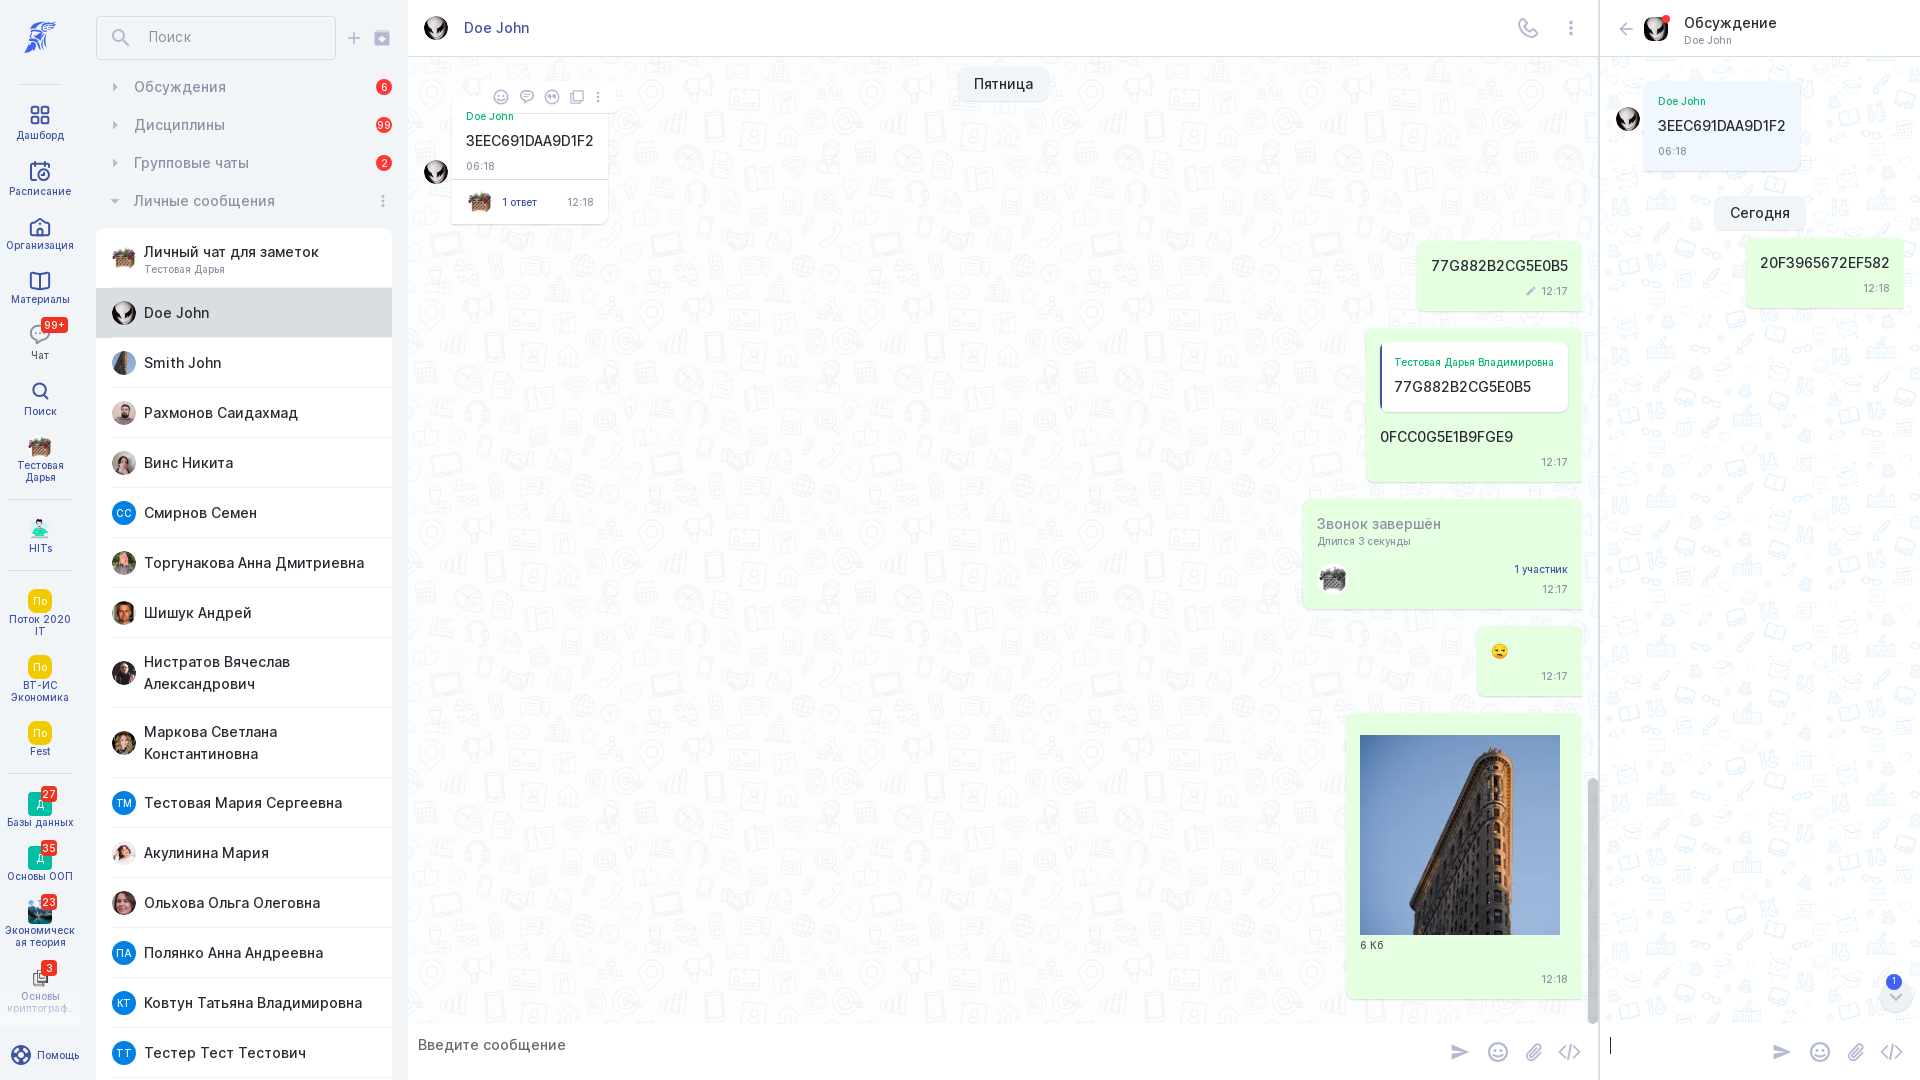 Дашборд
Расписание
Организация
Материалы
99+
Чат
Поиск
Тестовая
Дарья
HITs
По
Поток 2020
IT
По
ВТ-ИС
Экономика
По
Fest
27
Д
Базы данных
35
Д
Основы ООП
23
Экономическ
ая теория
3
Основы
криптограф...
Помощь
Поиск
Обсуждения
6
Дисциплины
99
Групповые чаты
2
Личные сообщения
Личный чат для заметок
Тестовая Дарья
Doe John
Smith John
Рахмонов Саидахмад
Винс Никита
СС
Смирнов Семен
Торгунакова Анна Дмитриевна
Шишук Андрей
Нистратов Вячеслав
Александрович
Маркова Светлана
Константиновна
ТМ
Тестовая Мария Сергеевна
Акулинина Мария
Ольхова Ольга Олеговна
ПА
Полянко Анна Андреевна
КТ
Ковтун Татьяна Владимировна
ТТ
Тестер Тест Тестович
Doe John
Пятница
Doe John
3EEC691DAA9D1F2
06:18
1 ответ
12:18
77G882B2CG5E0B5
12:17
Тестовая Дарья Владимировна
77G882B2CG5E0B5
0FCC0G5E1B9FGE9
12:17
Звонок завершён
Длился 3 секунды
1 участник
12:17
12:17
6 Кб
12:18
Введите сообщение
Обсуждение
Doe John
Doe John
3EEC691DAA9D1F2
06:18
Сегодня
20F3965672EF582
12:18
1